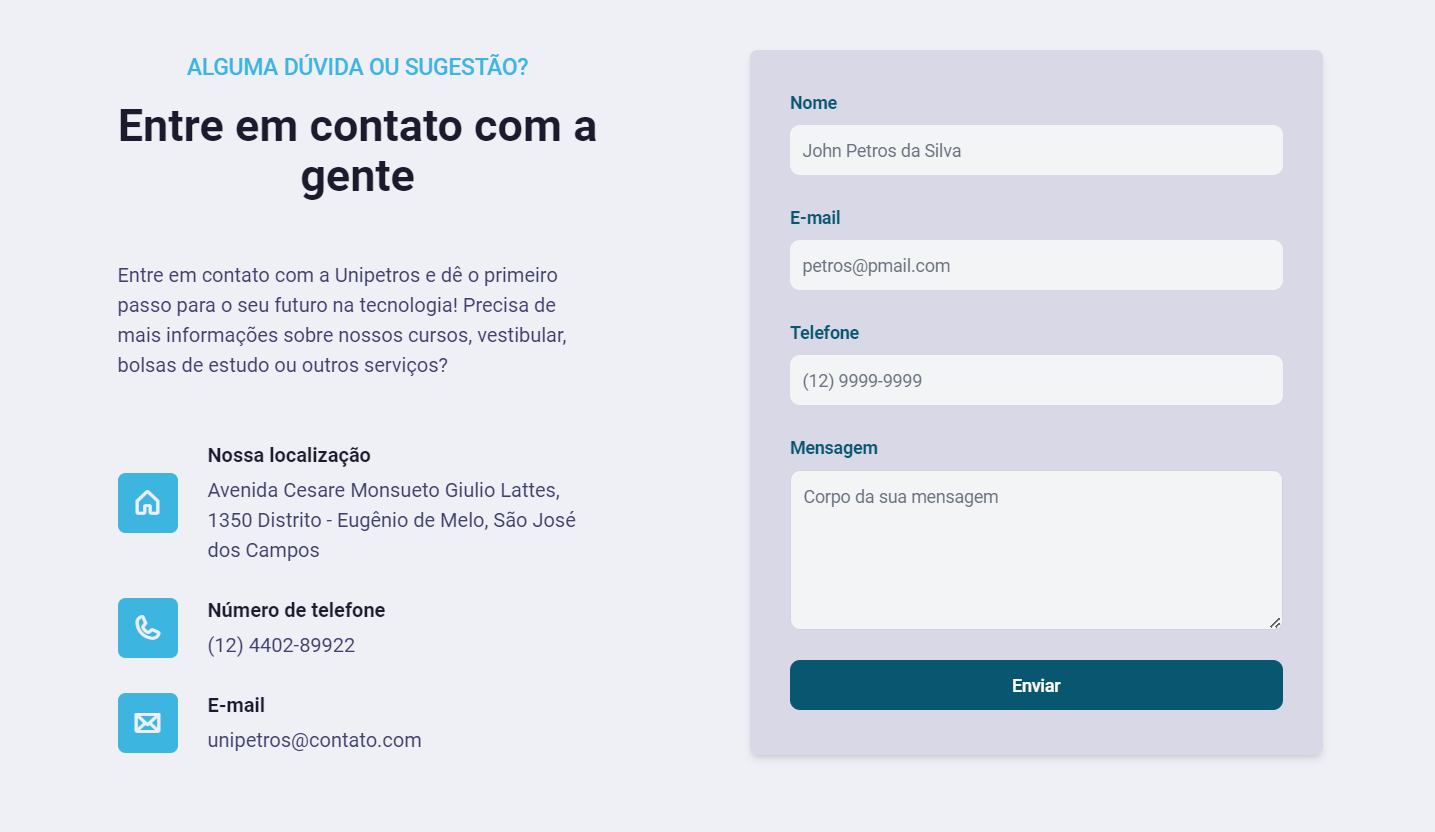 ALGUMA DÚVIDA OU SUGESTÃO?
Entre em contato com a
gente
Entre em contato com a Unipetros e dê o primeiro
passo para o seu futuro na tecnologia! Precisa de
mais informações sobre nossos cursos, vestibular,
bolsas de estudo ou outros serviços?
Nossa localização
Avenida Cesare Monsueto Giulio Lattes,
1350 Distrito - Eugênio de Melo, São José
dos Campos
Número de telefone
(12) 4402-89922
E-mail
unipetros@contato.com
Nome
John Petros da Silva
E-mail
petros@pmail.com
Telefone
(12) 9999-9999
Mensagem
Corpo da sua mensagem
Enviar